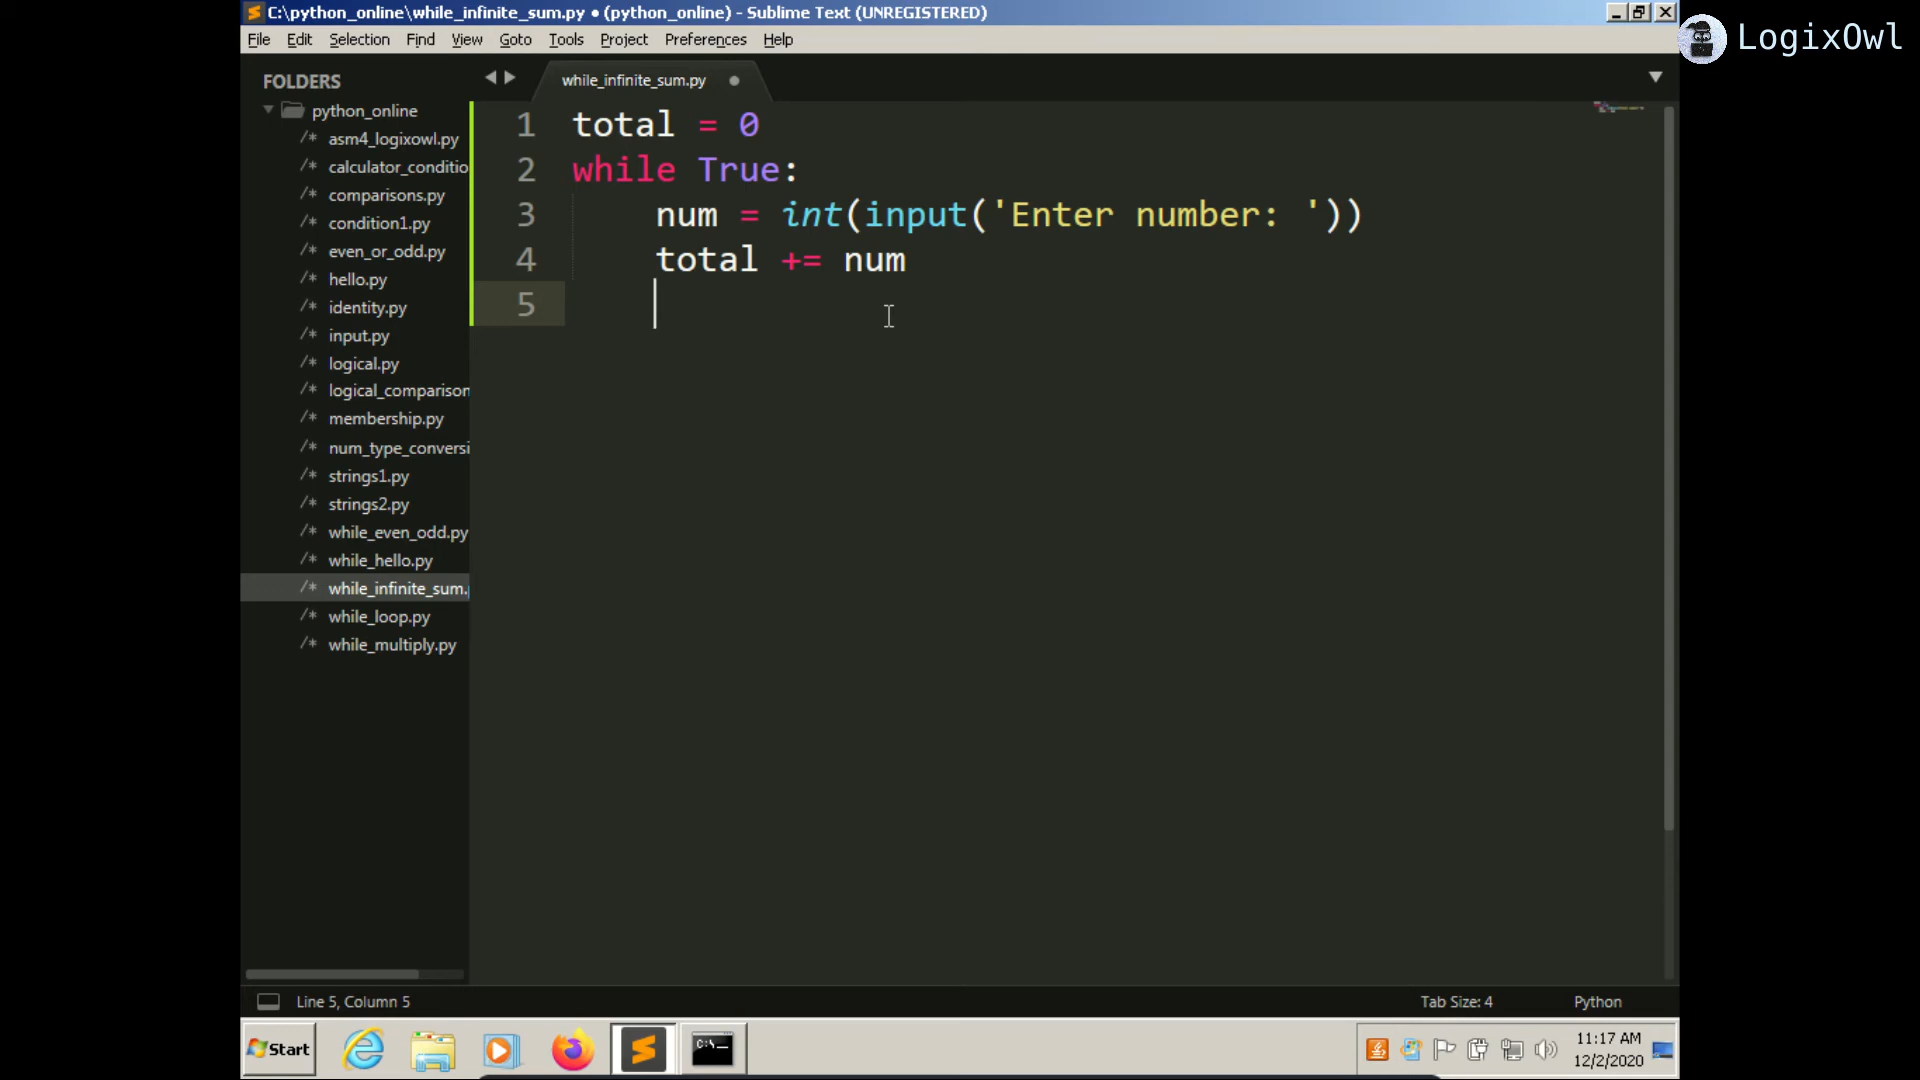 C:\python_online\while_infinite_sum.py • (python_online) - Sublime Text (UNREGISTERED)
LogixOwl
File Edit Selection Find View Goto Tools Project Preferences Help
FOLDERS
python_online
/* asm4_logixowl.py
/* calculator_conditio
/* comparisons.py
/* condition1.py
/* even_or_odd.py
/* hello.py
/* identity.py
/* input.py
/* logical.py
/* logical_comparison
/* membership.py
/* num_type_conversi
/* strings1.py
/* strings2.py
/* while_even_odd.py
/* while_hello.py
/* while_infinite_sum.
/* while_loop.py
/* while_multiply.py
while_infinite_sum.py
1 total = 0
2 while True:
3     num = int(input('Enter number: '))
4     total += num
5
Line 5, Column 5
Tab Size: 4
Python
Start
C:\._
11:17 AM
12/2/2020